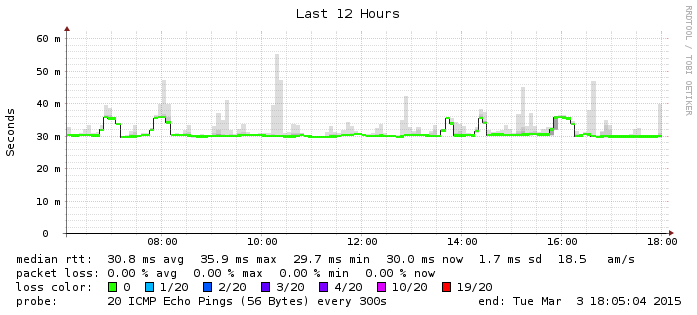 Last 12 Hours
RRDTOOL / TOBI OETIKER
Seconds
60 m
50 m
40 m
30 m
20 m
10 m
0
08:00 10:00 12:00 14:00 16:00 18:00
median rtt: 30.8 ms avg 35.9 ms max 29.7 ms min 30.0 ms now 1.7 ms sd 18.5 am/s
packet loss: 0.00 % avg 0.00 % max 0.00 % min 0.00 % now
loss color: 0 1/20 2/20 3/20 4/20 10/20 19/20
probe: 20 ICMP Echo Pings (56 Bytes) every 300s end: Tue Mar 3 18:05:04 2015